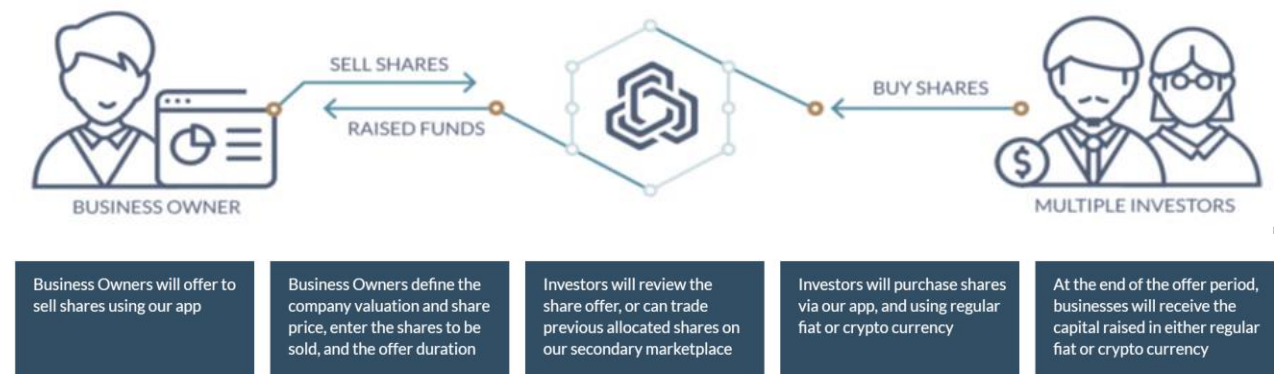 SELL SHARES
RAISED FUNDS
BUY SHARES
$
BUSINESS OWNER
MULTIPLE INVESTORS
Business Owners will offer to
sell shares using our app
Business Owners define the
company valuation and share
price, enter the shares to be
sold, and the offer duration
Investors will review the
share offer, or can trade
previous allocated shares on
our secondary marketplace
Investors will purchase shares
via our app, and using regular
fiat or crypto currency
At the end of the offer period,
businesses will receive the
capital raised in either regular
fiat or crypto currency